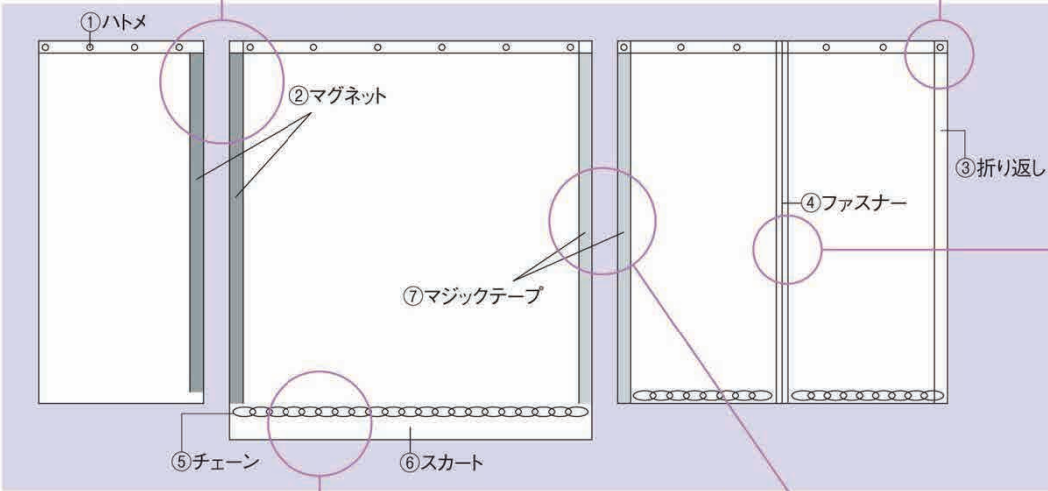 ①ハトメ
②マグネット
③折り返し
④ファスナー
⑦マジックテープ
⑤チェーン
⑥スカート